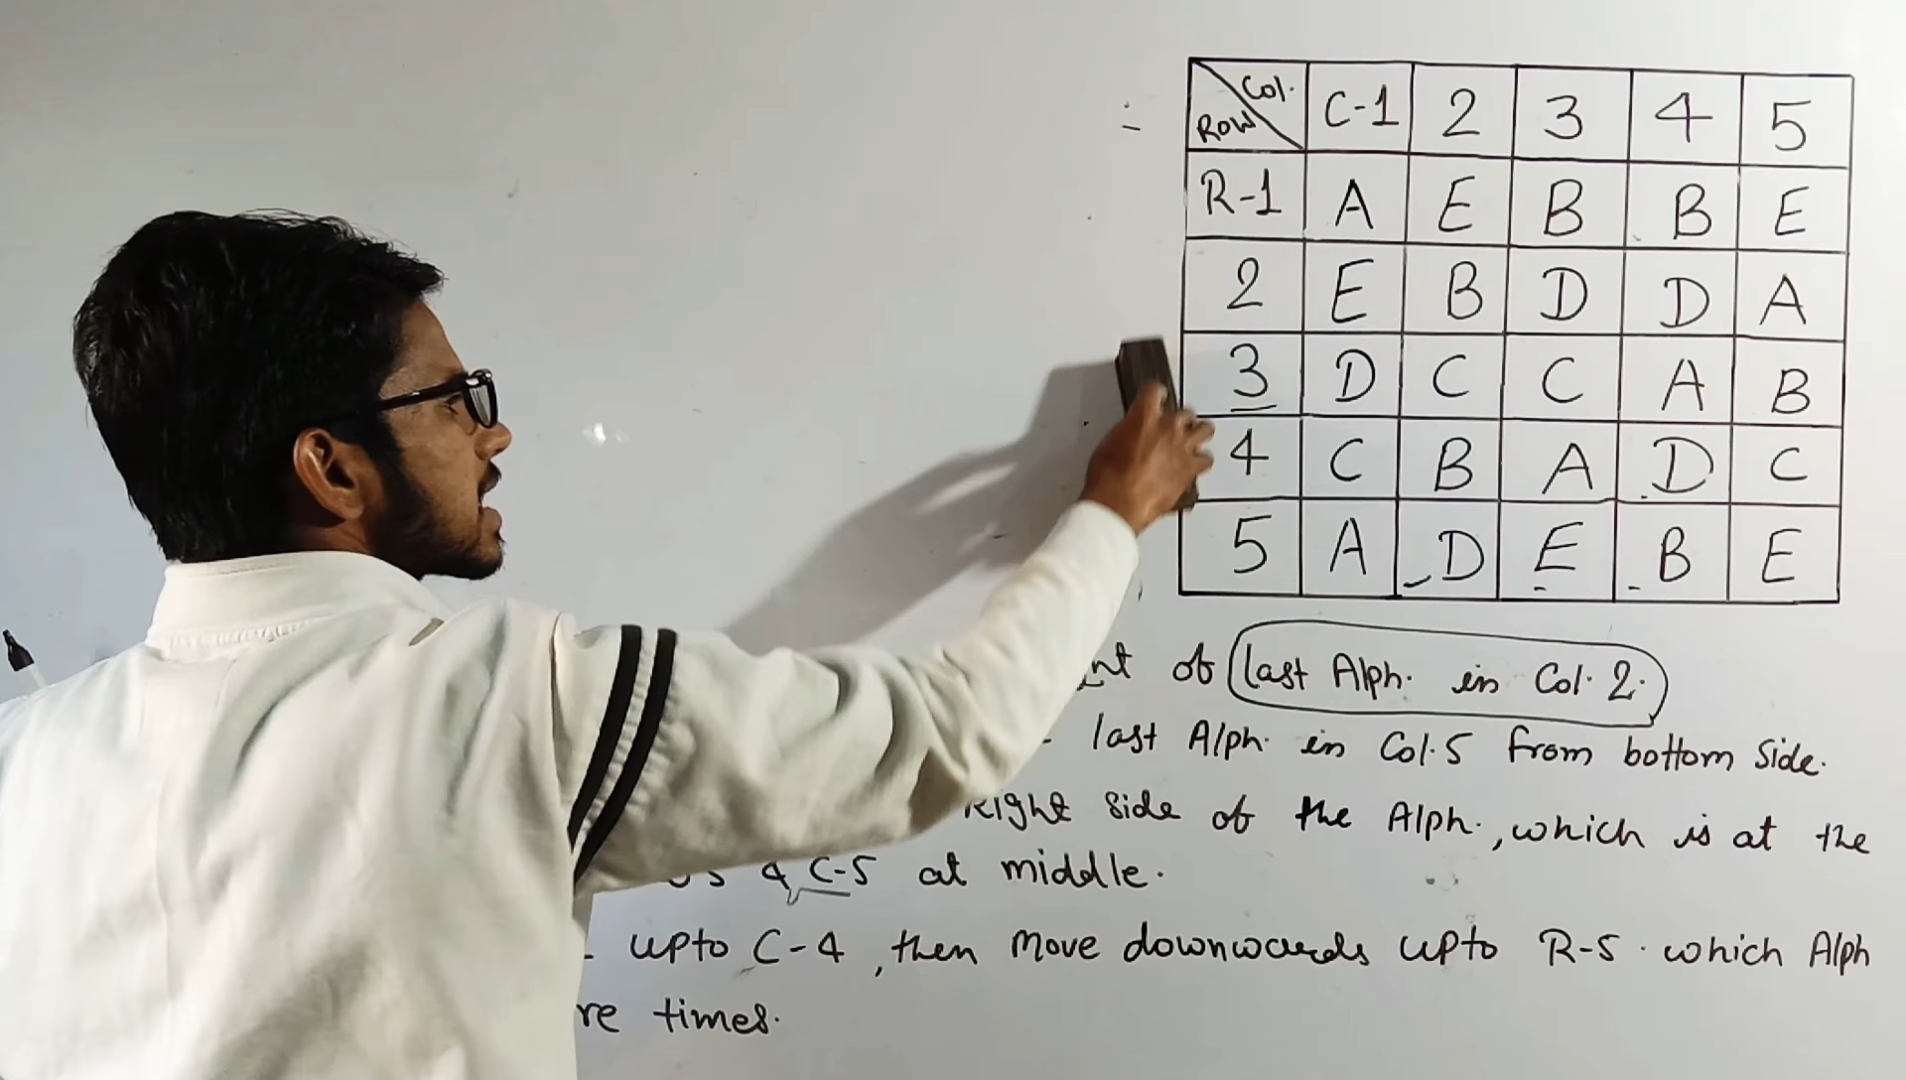 Col. Row C-1 2 3 4 5
R-1 A E B B E
2 E B D D A
3 D C C A B
4 C B A D C
5 A D E B E
of last Alph. in Col. 2.
last Alph. in Col. 5 from bottom side.
Right side of the Alph., which is at the
& C-5 at middle.
upto C-4, then move downwards upto R-5. which Alph
times.